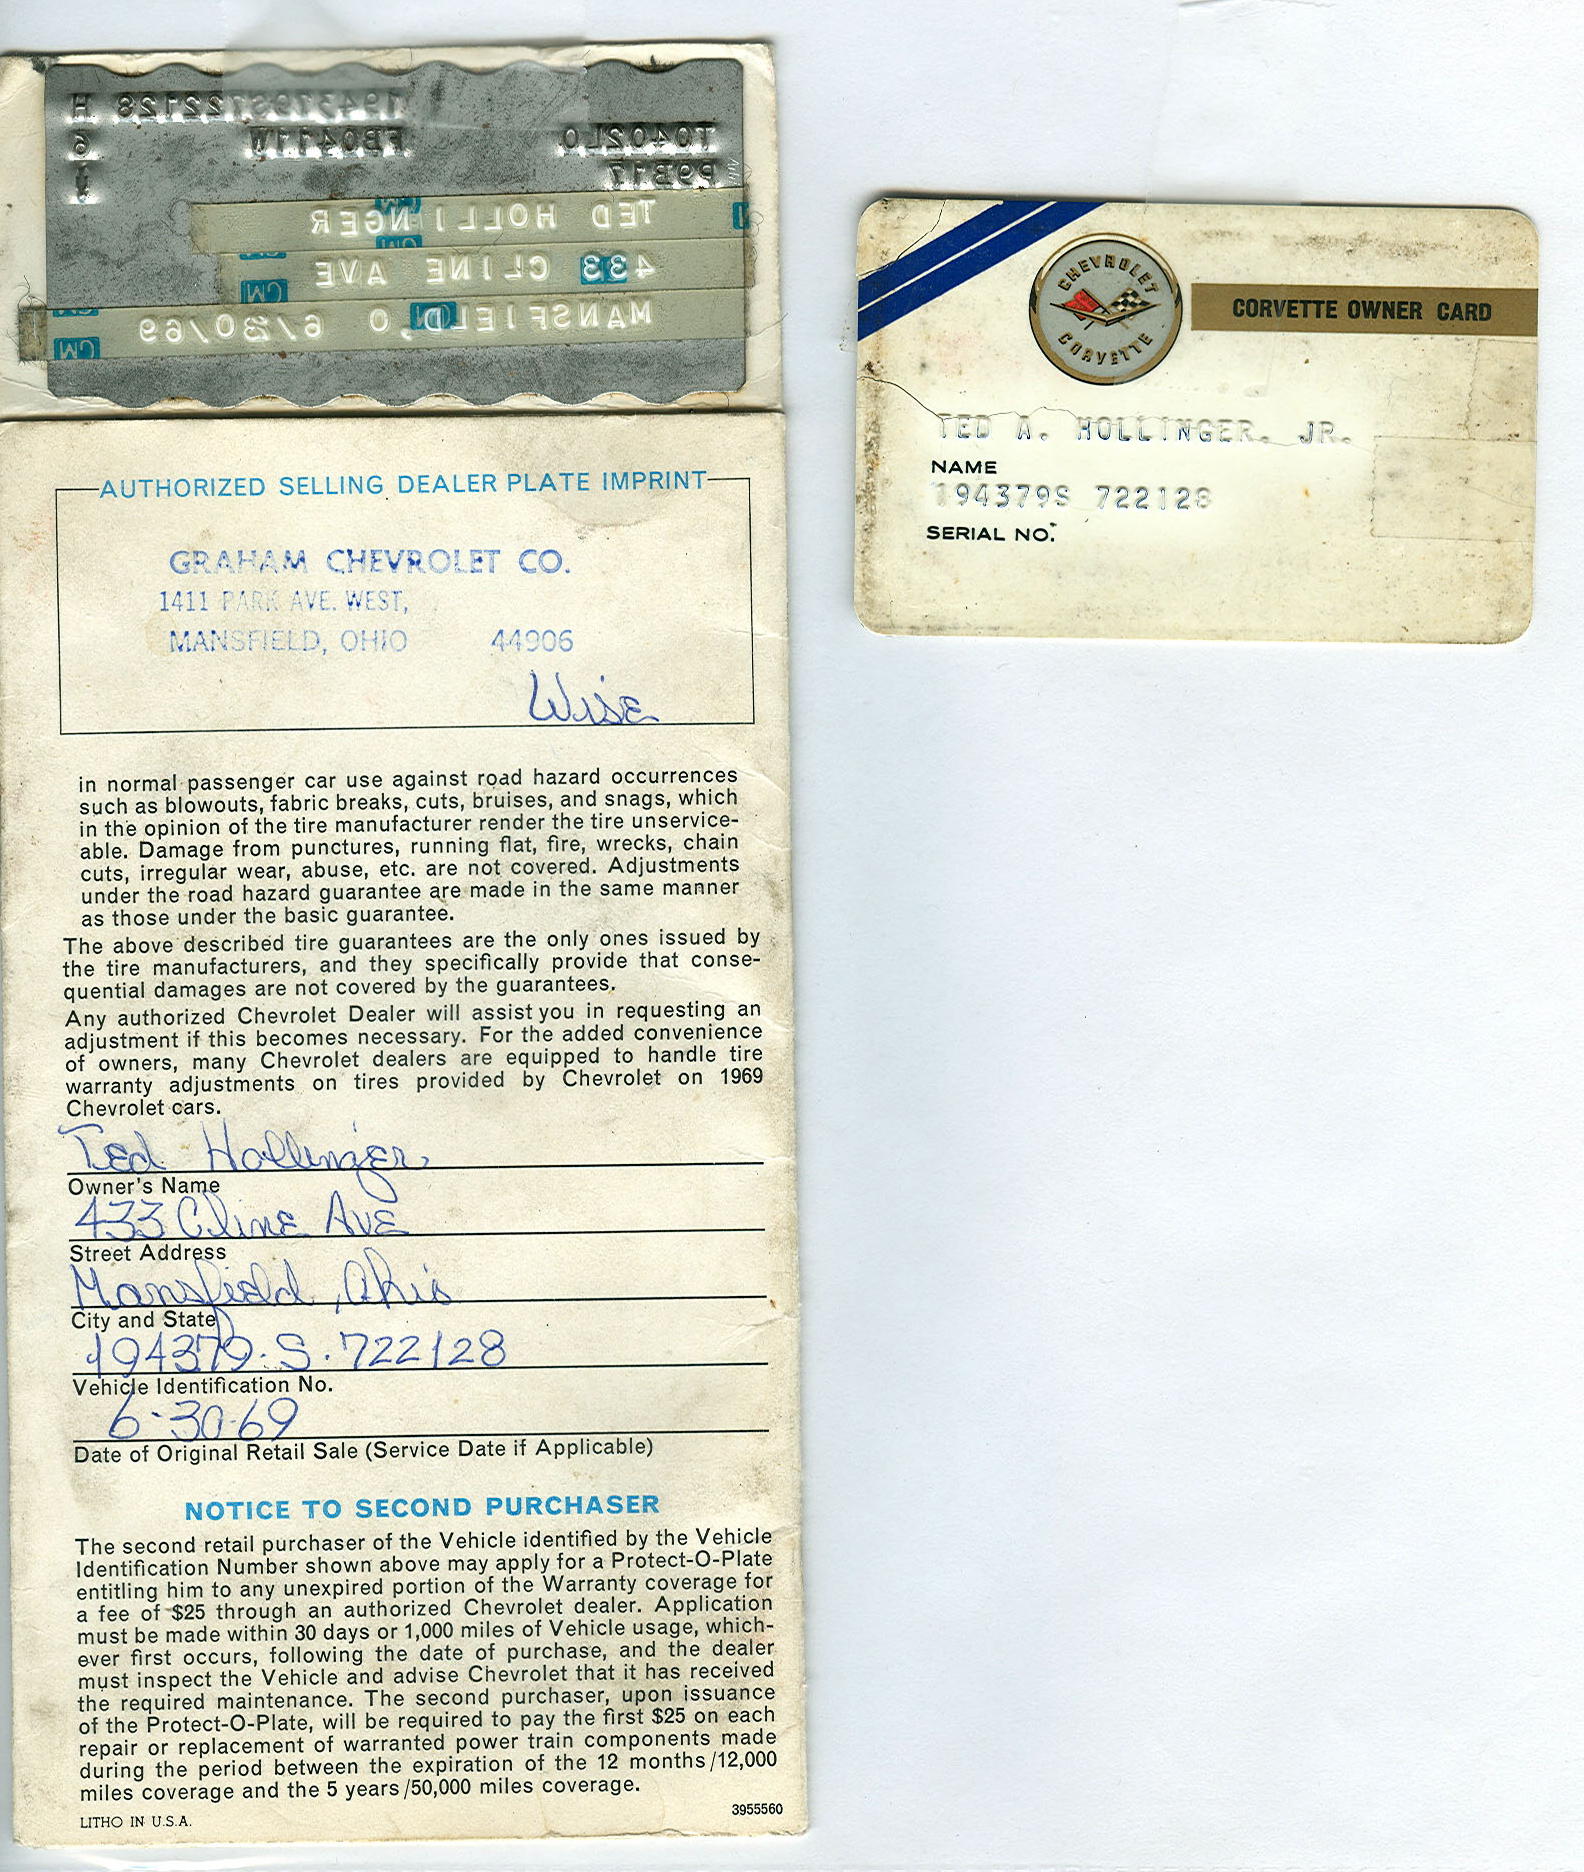 194379S722128 H
T0402L0 FB0411W 6
P9B17 1
TED HOLLINGER
433 CLINE AVE
MANSFIELD, O 6/30/69
AUTHORIZED SELLING DEALER PLATE IMPRINT
GRAHAM CHEVROLET CO.
1411 PARK AVE. WEST,
MANSFIELD, OHIO 44906
Wise
in normal passenger car use against road hazard occurrences
such as blowouts, fabric breaks, cuts, bruises, and snags, which
in the opinion of the tire manufacturer render the tire unservice-
able. Damage from punctures, running flat, fire, wrecks, chain
cuts, irregular wear, abuse, etc. are not covered. Adjustments
under the road hazard guarantee are made in the same manner
as those under the basic guarantee.
The above described tire guarantees are the only ones issued by
the tire manufacturers, and they specifically provide that conse-
quential damages are not covered by the guarantees.
Any authorized Chevrolet Dealer will assist you in requesting an
adjustment if this becomes necessary. For the added convenience
of owners, many Chevrolet dealers are equipped to handle tire
warranty adjustments on tires provided by Chevrolet on 1969
Chevrolet cars.
Ted Hollinger
Owner's Name
433 Cline Ave
Street Address
Mansfield, Ohio
City and State
194379.S.722128
Vehicle Identification No.
6-30-69
Date of Original Retail Sale (Service Date if Applicable)
NOTICE TO SECOND PURCHASER
The second retail purchaser of the Vehicle identified by the Vehicle
Identification Number shown above may apply for a Protect-O-Plate
entitling him to any unexpired portion of the Warranty coverage for
a fee of $25 through an authorized Chevrolet dealer. Application
must be made within 30 days or 1,000 miles of Vehicle usage, which-
ever first occurs, following the date of purchase, and the dealer
must inspect the Vehicle and advise Chevrolet that it has received
the required maintenance. The second purchaser, upon issuance
of the Protect-O-Plate, will be required to pay the first $25 on each
repair or replacement of warranted power train components made
during the period between the expiration of the 12 months/12,000
miles coverage and the 5 years/50,000 miles coverage.
LITHO IN U.S.A. 3955560
CHEVROLET
CORVETTE
CORVETTE OWNER CARD
TED A. HOLLINGER, JR.
NAME
194379S 722128
SERIAL NO.